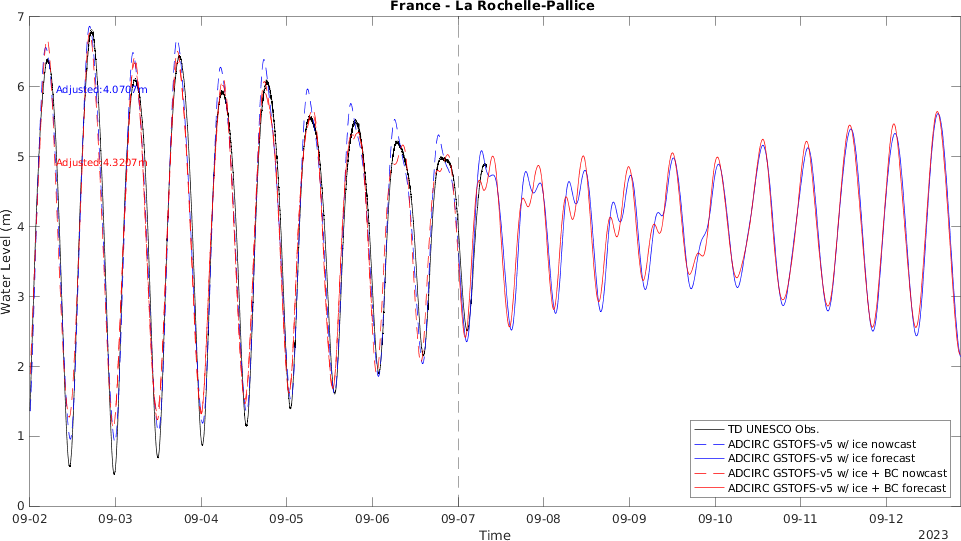 France - La Rochelle-Pallice
7
6
5
4
3
2
1
0
Water Level (m)
Adjusted:4.0707m
Adjusted:4.3207m
TD UNESCO Obs.
ADCIRC GSTOFS-v5 w/ ice nowcast
ADCIRC GSTOFS-v5 w/ ice forecast
ADCIRC GSTOFS-v5 w/ ice + BC nowcast
ADCIRC GSTOFS-v5 w/ ice + BC forecast
09-02 09-03 09-04 09-05 09-06 09-07 09-08 09-09 09-10 09-11 09-12
Time
2023